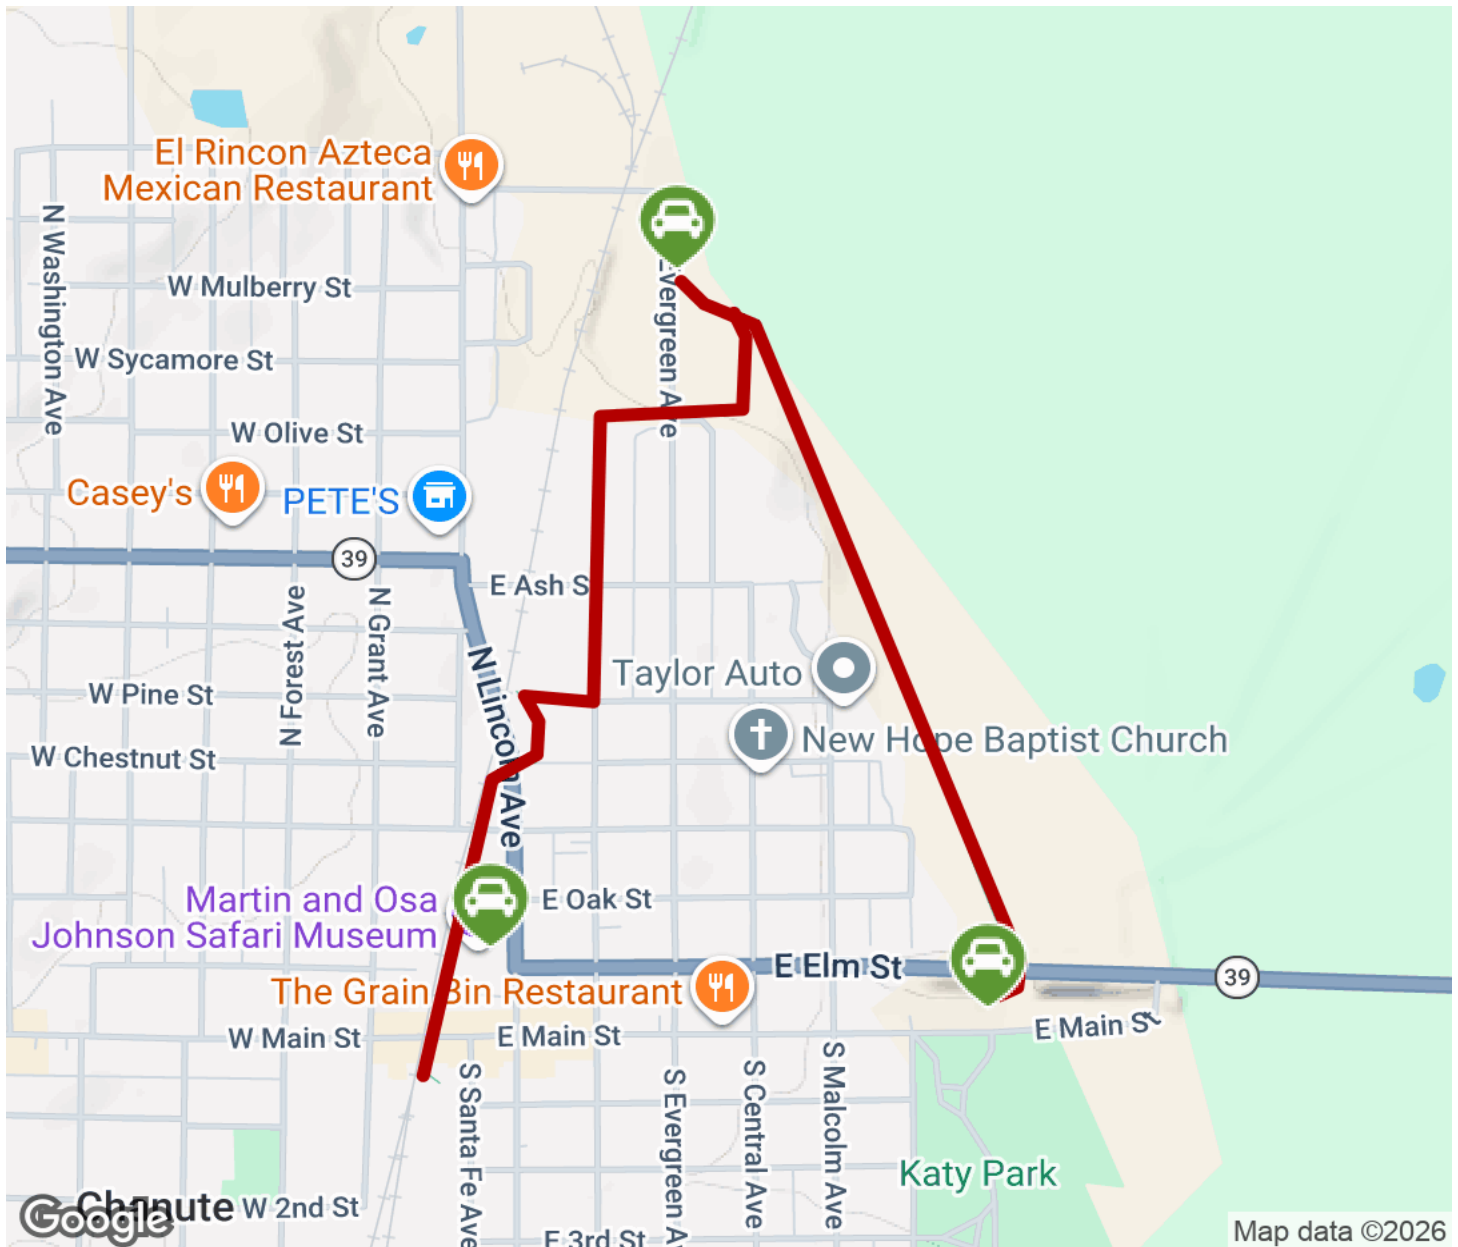 El Rincon Azteca
Mexican Restaurant
N Washington Ave
W Mulberry St
Evergreen Ave
W Sycamore St
W Olive St
Casey's
PETE'S
39
E Ash S
N Forest Ave
N Grant Ave
N Lincoln Ave
Taylor Auto
W Pine St
New Hope Baptist Church
W Chestnut St
Martin and Osa
Johnson Safari Museum
E Oak St
E Elm St
39
The Grain Bin Restaurant
W Main St
E Main St
E Main St
S Santa Fe Ave
S Evergreen A
S Central Ave
S Malcolm Ave
Katy Park
Chanute
Google
W 2nd St
E 3rd St
Map data ©2026